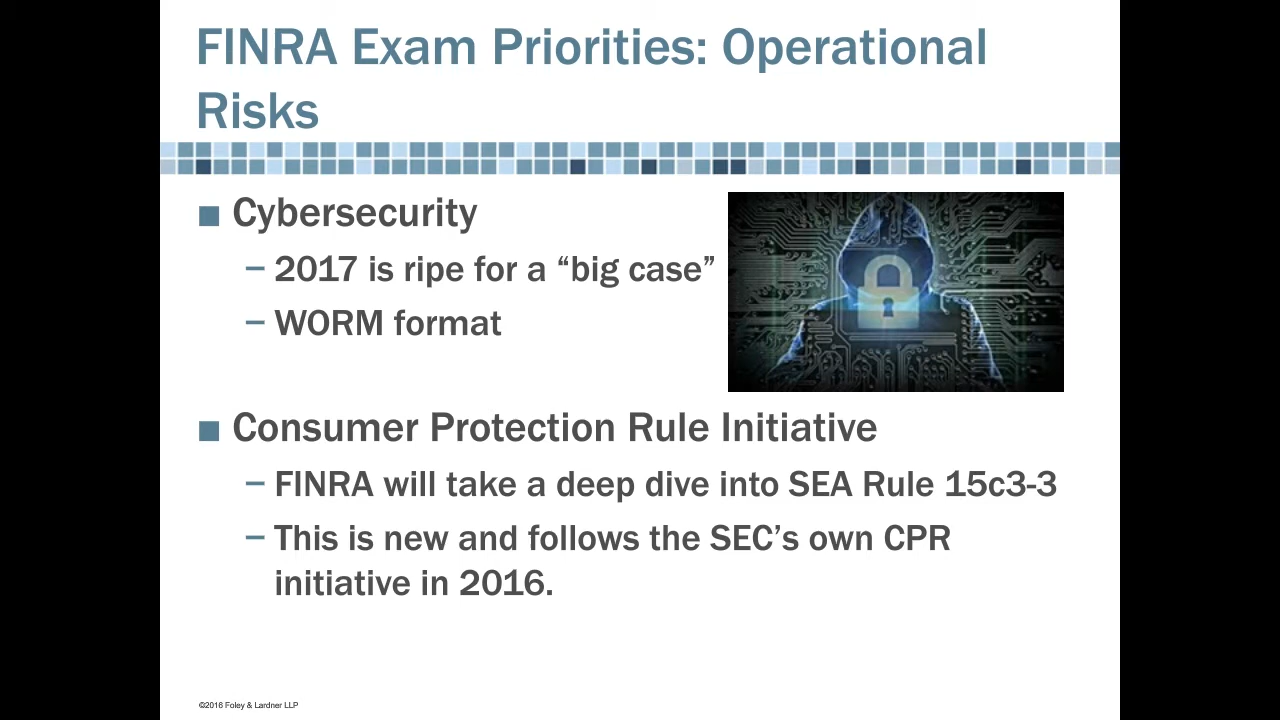 FINRA Exam Priorities: Operational
Risks
Cybersecurity
– 2017 is ripe for a “big case”
– WORM format
Consumer Protection Rule Initiative
– FINRA will take a deep dive into SEA Rule 15c3-3
– This is new and follows the SEC’s own CPR
initiative in 2016.
©2016 Foley & Lardner LLP